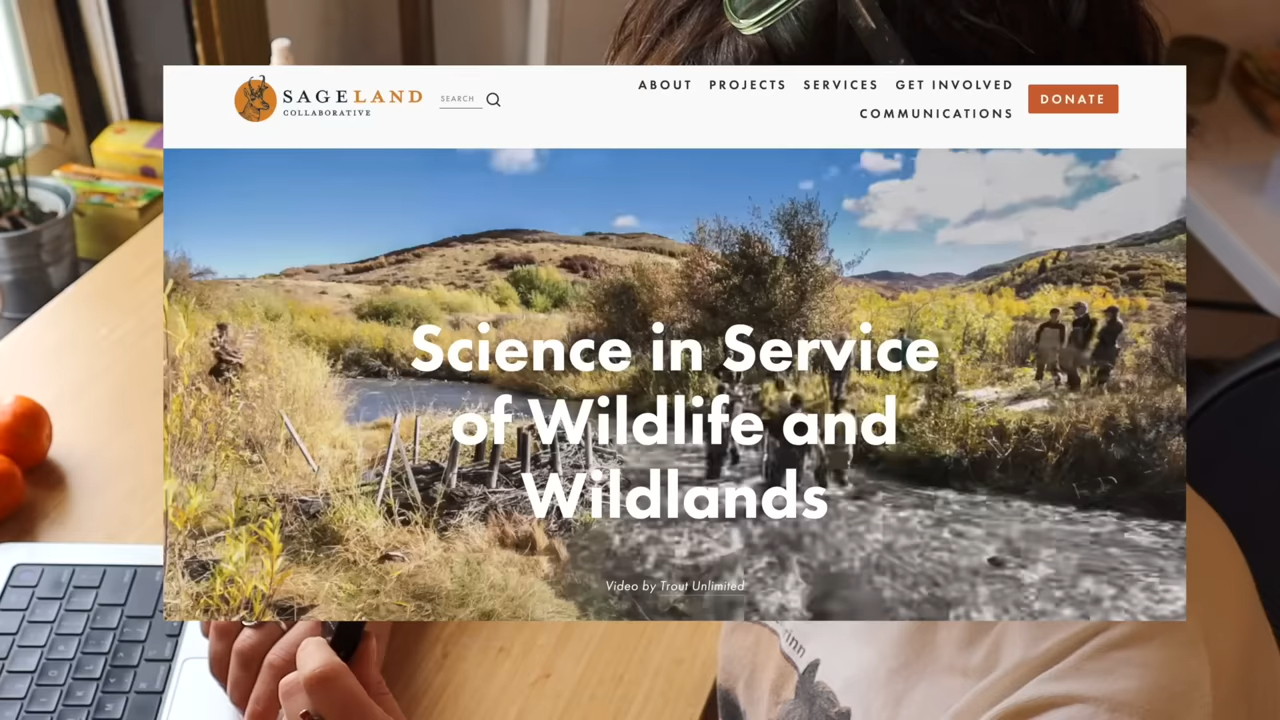 SAGELAND
COLLABORATIVE
SEARCH
ABOUT PROJECTS SERVICES GET INVOLVED
COMMUNICATIONS
DONATE
Science in Service
of Wildlife and
Wildlands
Video by Trout Unlimited